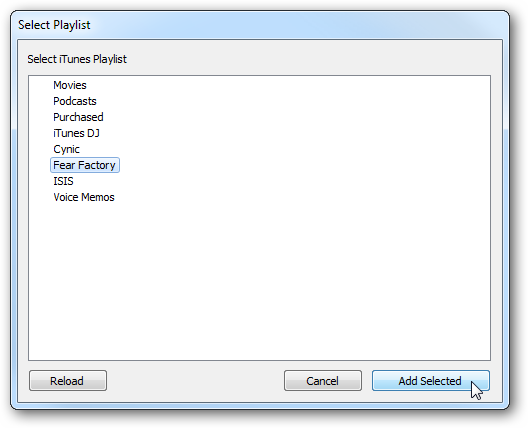 Select Playlist
Select iTunes Playlist
Movies
Podcasts
Purchased
iTunes DJ
Cynic
Fear Factory
ISIS
Voice Memos
Reload
Cancel
Add Selected